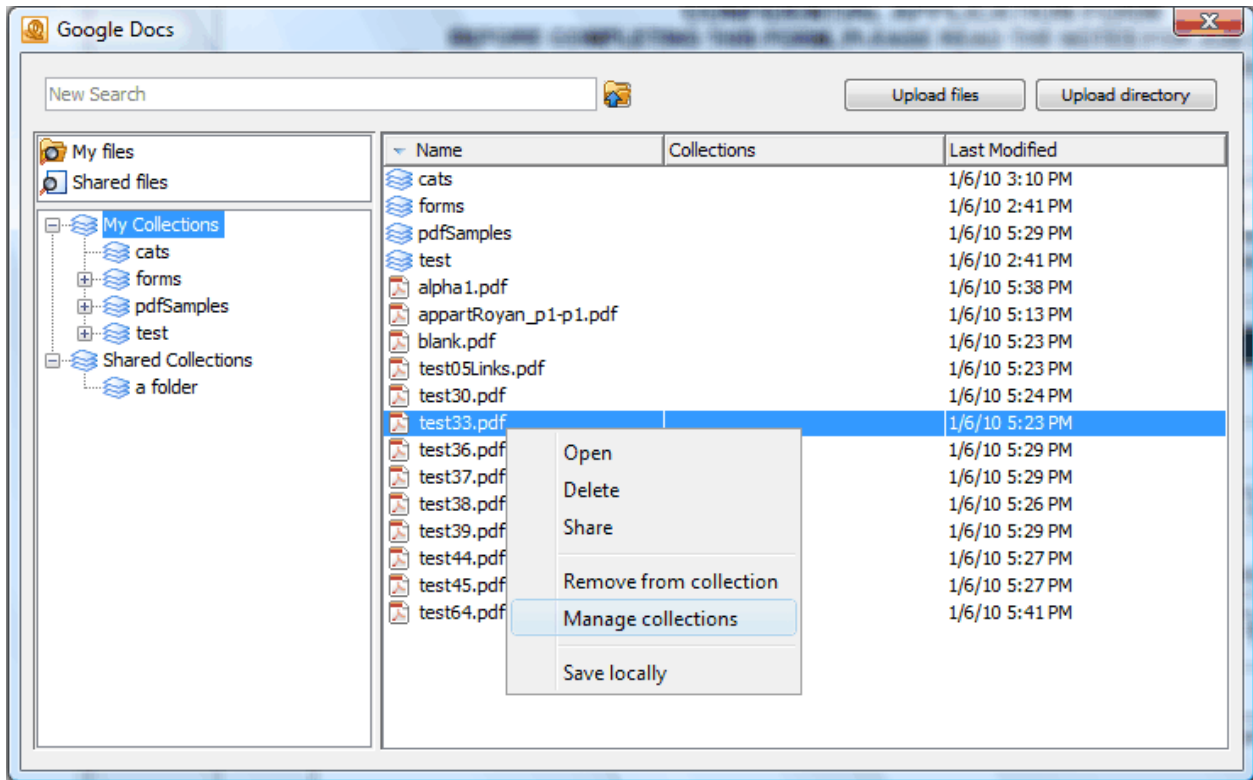 Google Docs
New Search
Upload files
Upload directory
My files
Shared files
My Collections
cats
forms
pdfSamples
test
Shared Collections
a folder
Name Collections Last Modified
cats 1/6/10 3:10 PM
forms 1/6/10 2:41 PM
pdfSamples 1/6/10 5:29 PM
test 1/6/10 2:41 PM
alpha1.pdf 1/6/10 5:38 PM
appartRoyan_p1-p1.pdf 1/6/10 5:13 PM
blank.pdf 1/6/10 5:23 PM
test05Links.pdf 1/6/10 5:23 PM
test30.pdf 1/6/10 5:24 PM
test33.pdf 1/6/10 5:23 PM
test36.pdf 1/6/10 5:29 PM
test37.pdf 1/6/10 5:29 PM
test38.pdf 1/6/10 5:26 PM
test39.pdf 1/6/10 5:29 PM
test44.pdf 1/6/10 5:27 PM
test45.pdf 1/6/10 5:27 PM
test64.pdf 1/6/10 5:41 PM
Open
Delete
Share
Remove from collection
Manage collections
Save locally